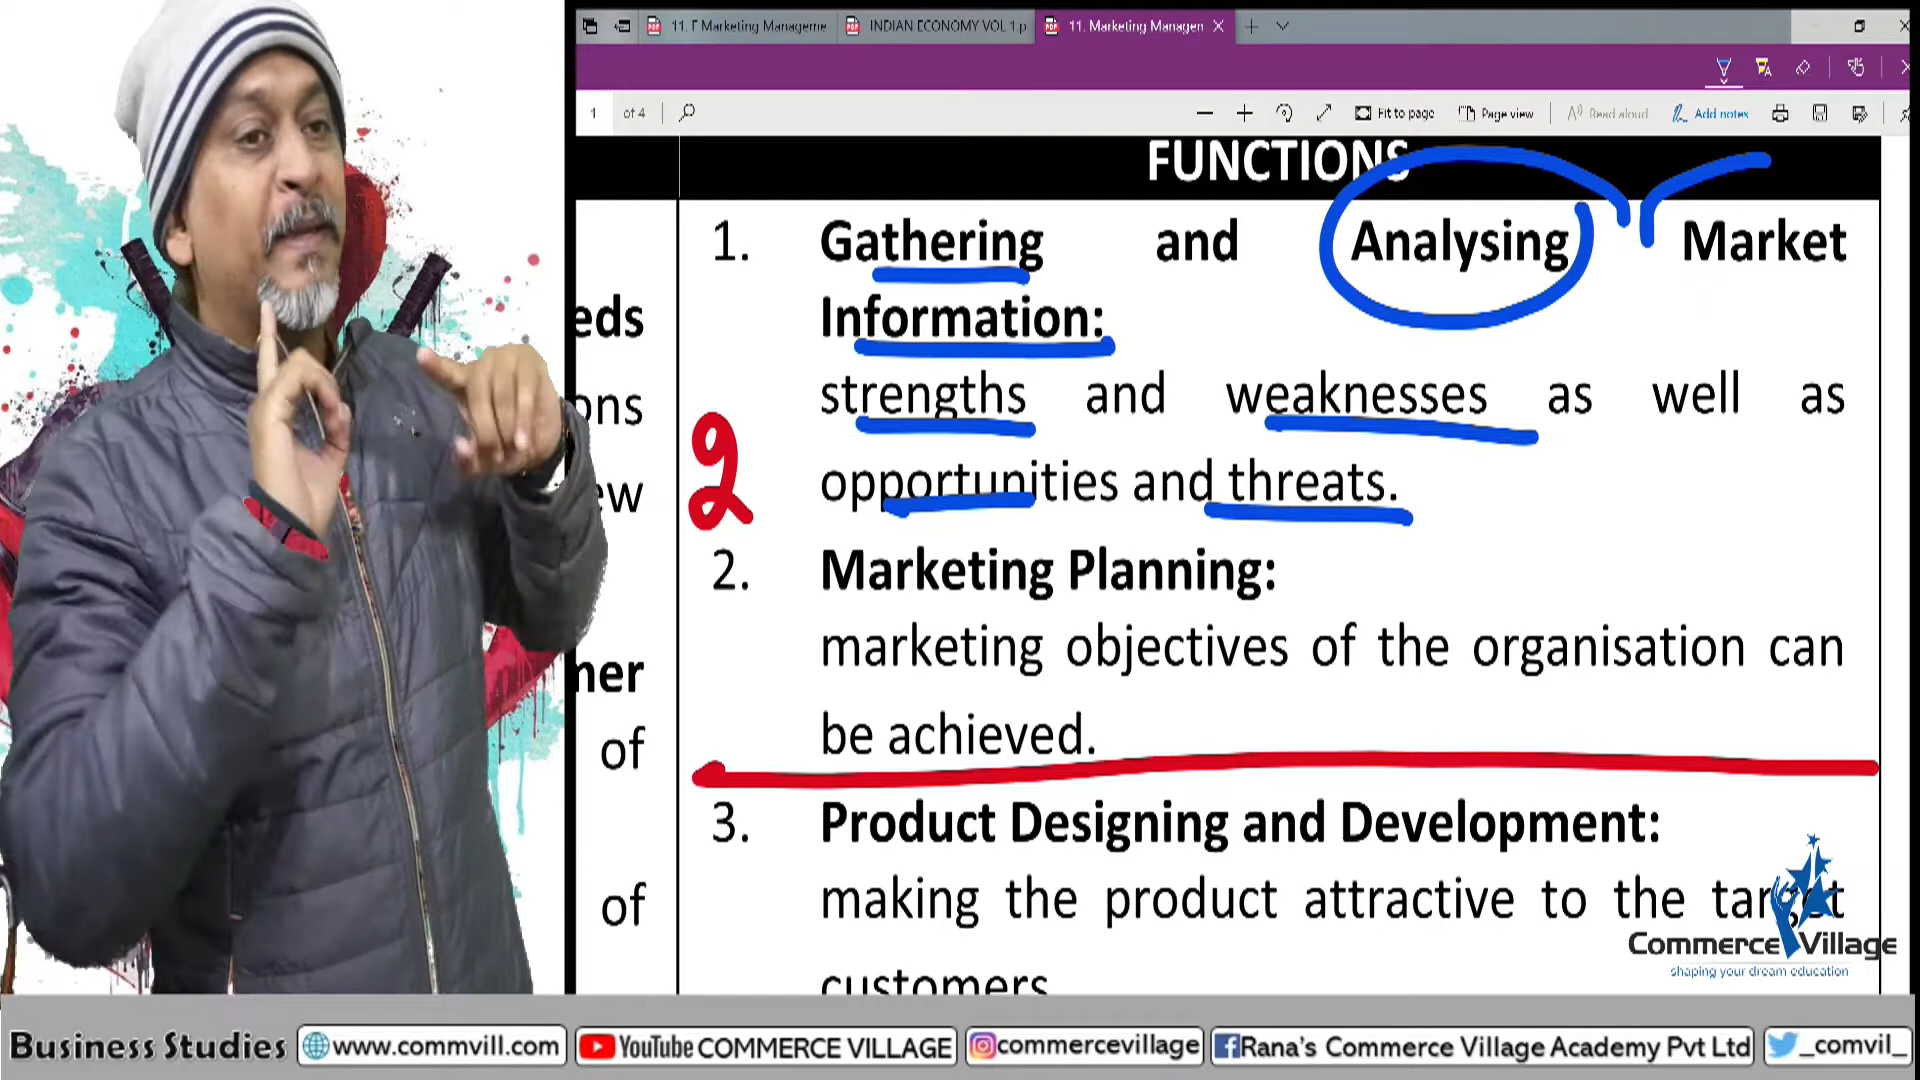 11. F Marketing Manageme
INDIAN ECONOMY VOL 1.p
11. Marketing Managen
1 of 4
Fit to page
Page view
Read aloud
Add notes
FUNCTIONS
eds
ons
ew
ner
of
of
1. Gathering and Analysing Market
Information:
strengths and weaknesses as well as
opportunities and threats.
2
2. Marketing Planning:
marketing objectives of the organisation can
be achieved.
3. Product Designing and Development:
making the product attractive to the target
customers
Commerce Village
shaping your dream education
Business Studies
www.commvill.com
YouTube COMMERCE VILLAGE
commercevillage
Rana's Commerce Village Academy Pvt Ltd
_comvil_